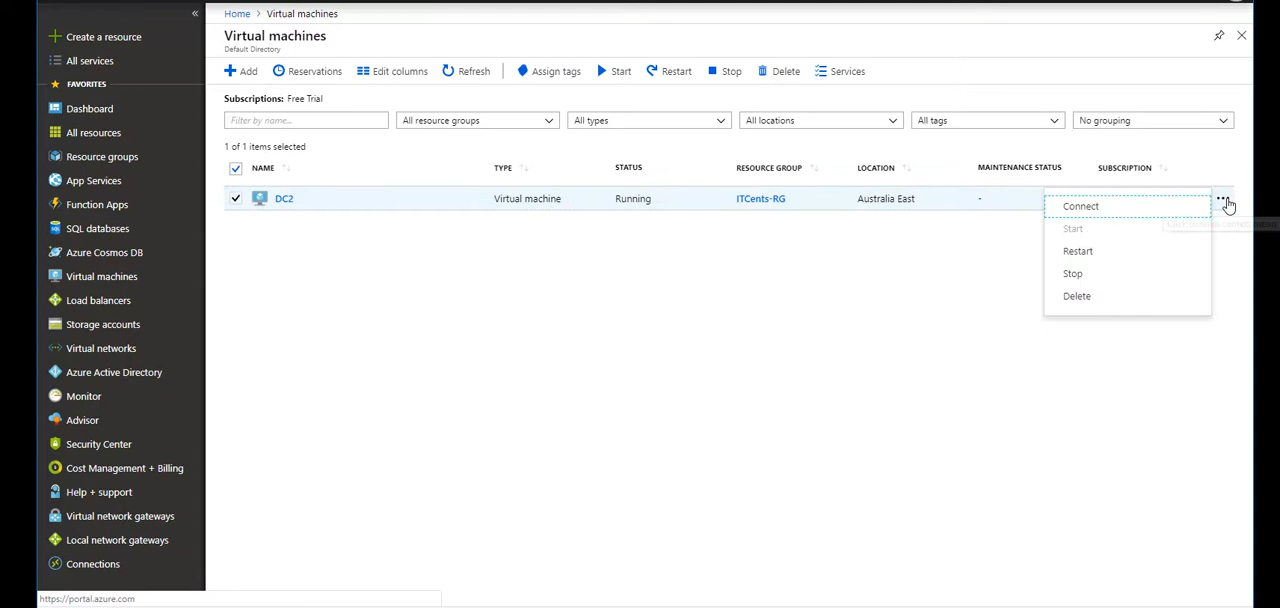 «
Create a resource
All services
FAVORITES
Dashboard
All resources
Resource groups
App Services
Function Apps
SQL databases
Azure Cosmos DB
Virtual machines
Load balancers
Storage accounts
Virtual networks
Azure Active Directory
Monitor
Advisor
Security Center
Cost Management + Billing
Help + support
Virtual network gateways
Local network gateways
Connections
https://portal.azure.com
Home > Virtual machines
Virtual machines
Default Directory
Add Reservations Edit columns Refresh Assign tags Start Restart Stop Delete Services
Subscriptions: Free Trial
Filter by name... All resource groups All types All locations All tags No grouping
1 of 1 items selected
NAME TYPE STATUS RESOURCE GROUP LOCATION MAINTENANCE STATUS SUBSCRIPTION
DC2 Virtual machine Running ITCents-RG Australia East - ...
Connect
Start
Restart
Stop
Delete